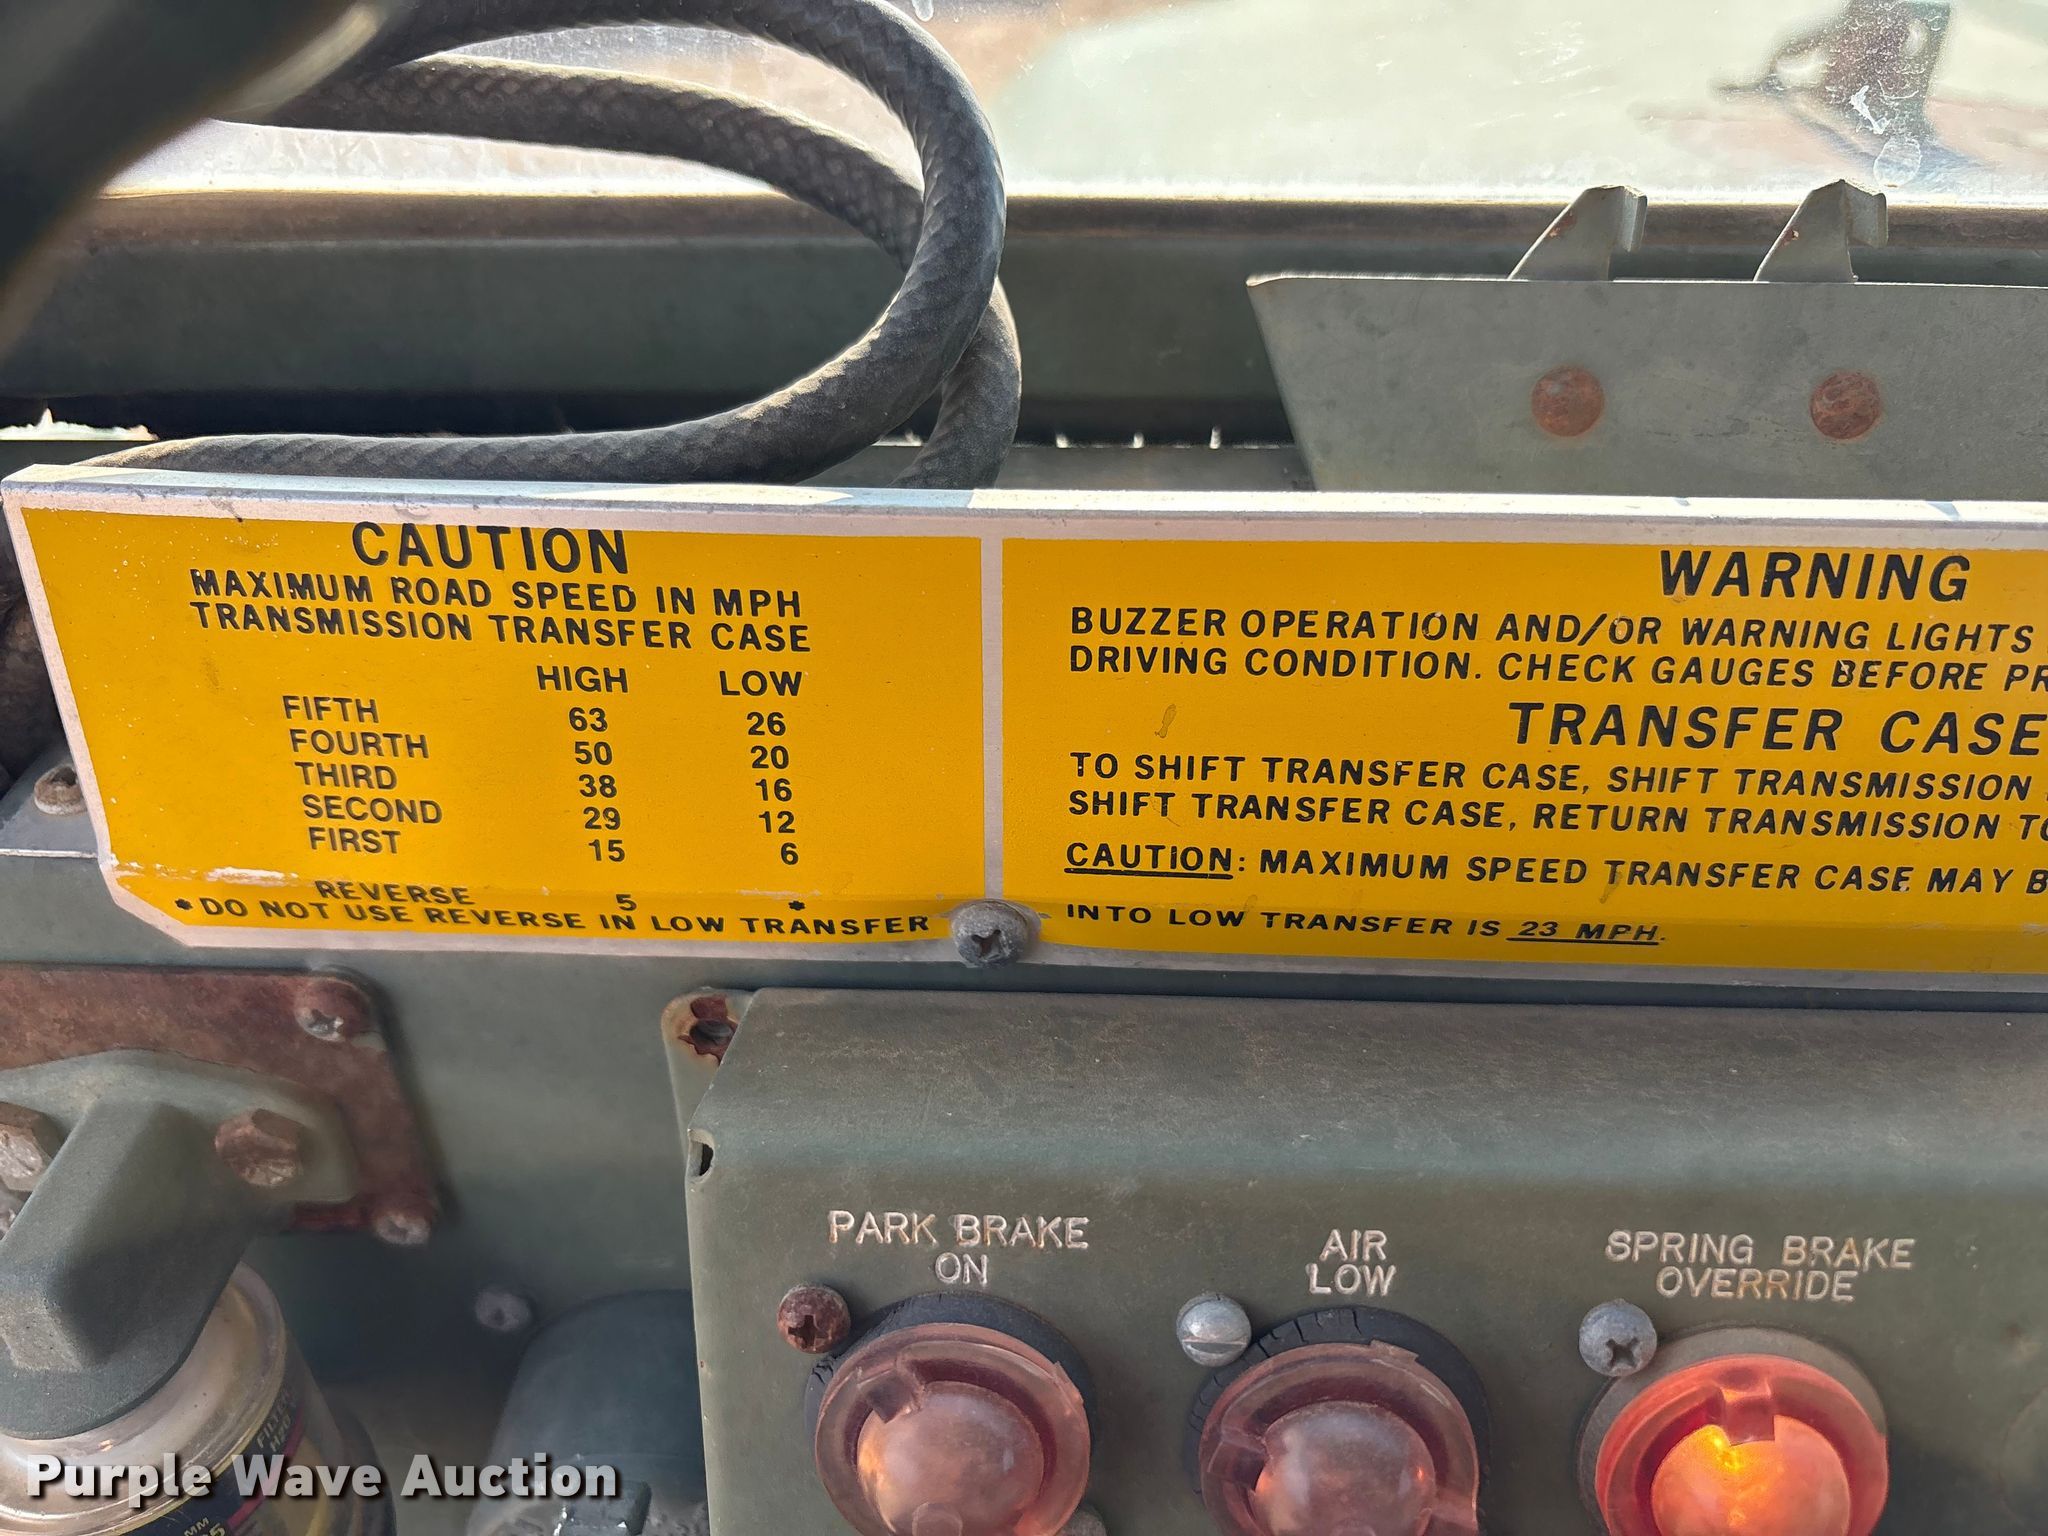 CAUTION
MAXIMUM ROAD SPEED IN MPH
TRANSMISSION TRANSFER CASE
HIGH LOW
FIFTH 63 26
FOURTH 50 20
THIRD 38 16
SECOND 29 12
FIRST 15 6
REVERSE 5 *
*DO NOT USE REVERSE IN LOW TRANSFER
WARNING
BUZZER OPERATION AND/OR WARNING LIGHTS
DRIVING CONDITION. CHECK GAUGES BEFORE PR
TRANSFER CASE
TO SHIFT TRANSFER CASE, SHIFT TRANSMISSION
SHIFT TRANSFER CASE, RETURN TRANSMISSION TO
CAUTION: MAXIMUM SPEED TRANSFER CASE MAY B
INTO LOW TRANSFER IS 23 MPH.
PARK BRAKE
ON
AIR
LOW
SPRING BRAKE
OVERRIDE
Purple Wave Auction